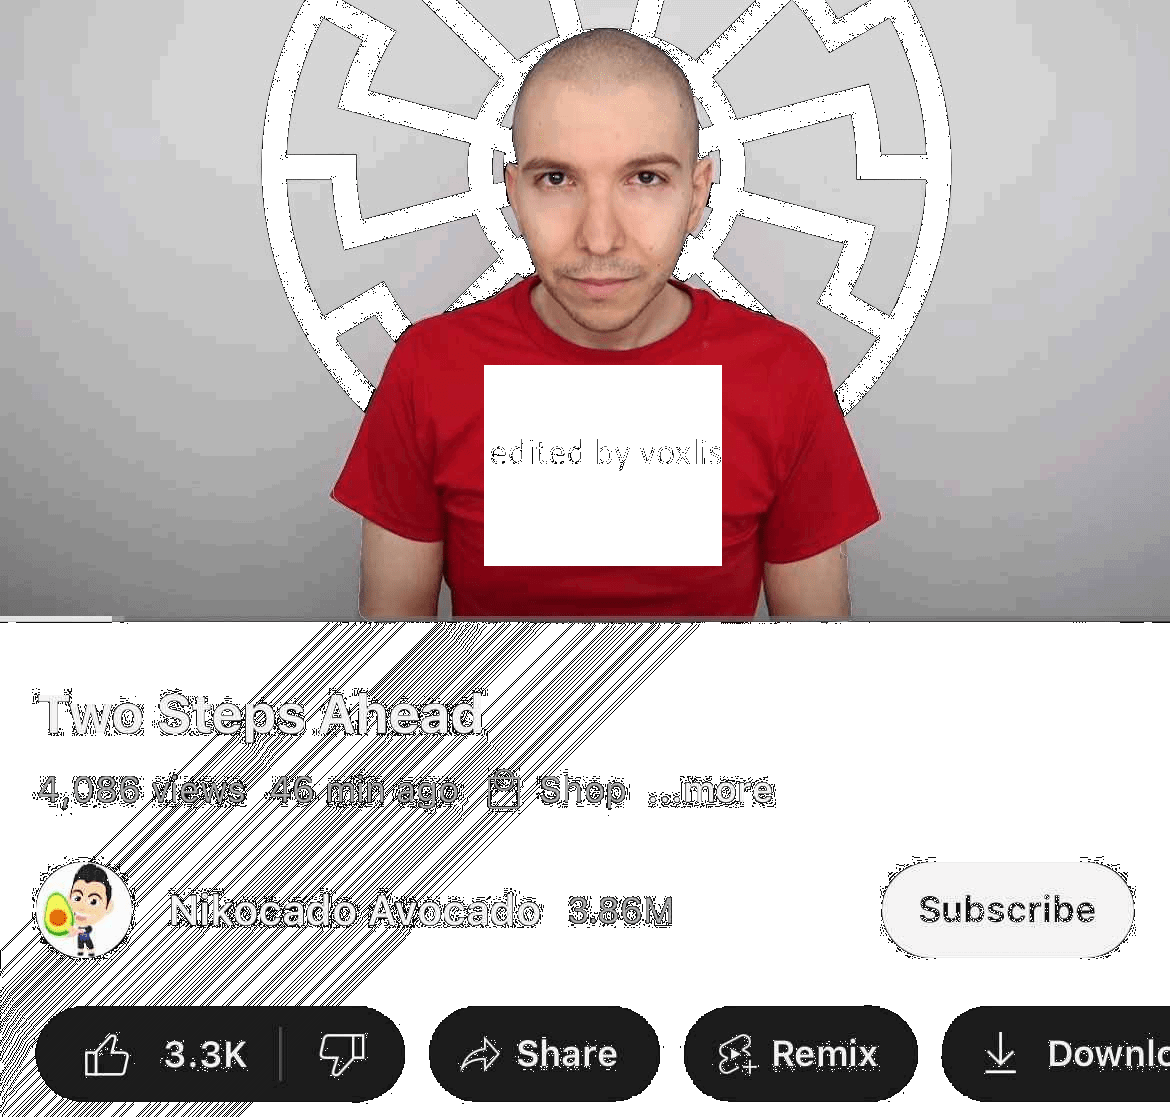 edited by voxlis
Two Steps Ahead
4,086 views 46 min ago Shop ...more
Nikocado Avocado 3.86M
Subscribe
3.3K Share Remix Downlo